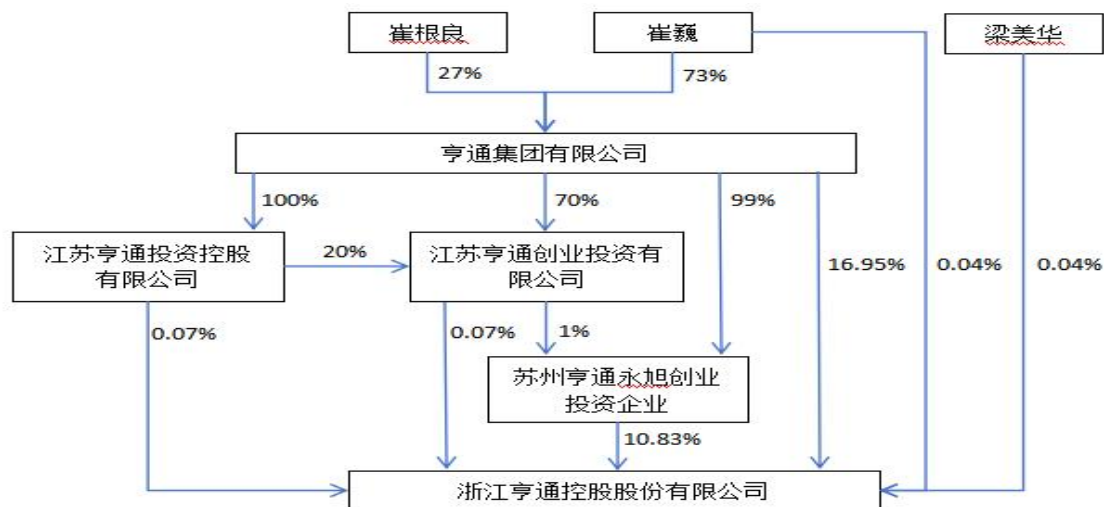 崔根良
崔巍
梁美华
27%
73%
亨通集团有限公司
100%
70%
99%
16.95%
0.04%
0.04%
江苏亨通投资控股
有限公司
20%
江苏亨通创业投资有
限公司
0.07%
0.07%
1%
苏州亨通永旭创业
投资企业
10.83%
浙江亨通控股股份有限公司